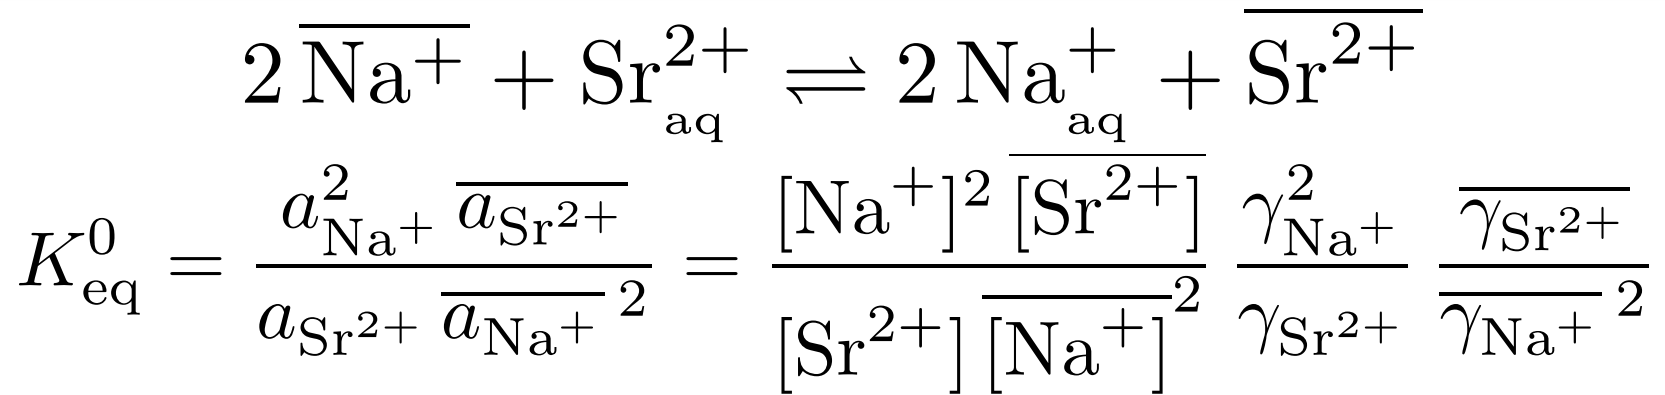 2 \overline{Na^+} + Sr^{2+}_{aq} ⇌ 2 Na^+_{aq} + \overline{Sr^{2+}}
K^0_{eq} = \frac{a^2_{Na^+} \overline{a_{Sr^{2+}}}}{a_{Sr^{2+}} \overline{a_{Na^+}}^2} = \frac{[Na^+]^2 \overline{[Sr^{2+}]}}{[Sr^{2+}] \overline{[Na^+]}^2} \frac{γ^2_{Na^+}}{γ_{Sr^{2+}}} \frac{\overline{γ_{Sr^{2+}}}}{\overline{γ_{Na^+}}^2}